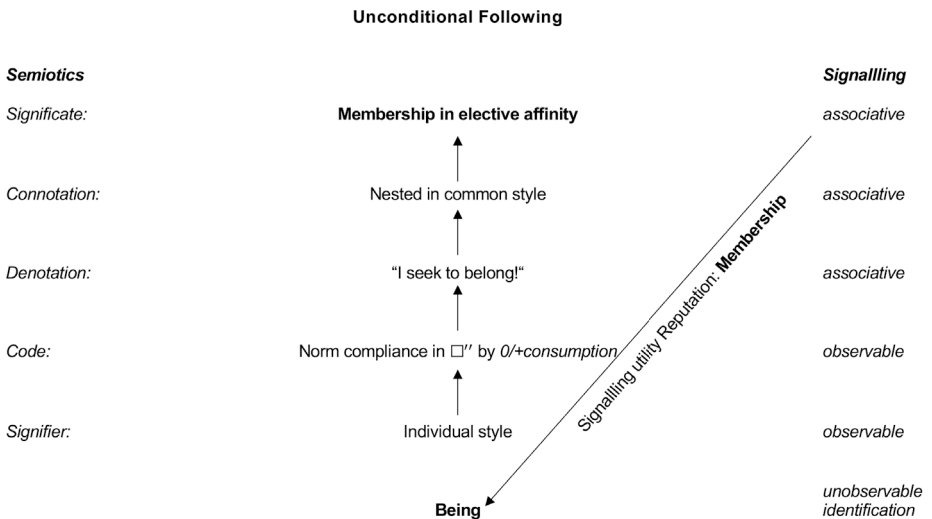 Unconditional Following
Semiotics Signallling
Significate: Membership in elective affinity associative
Connotation: Nested in common style associative
Denotation: “I seek to belong!“ associative
Signallling utility Reputation: Membership
Code: Norm compliance in □′′ by 0/+consumption observable
Signifier: Individual style observable
Being unobservable
identification